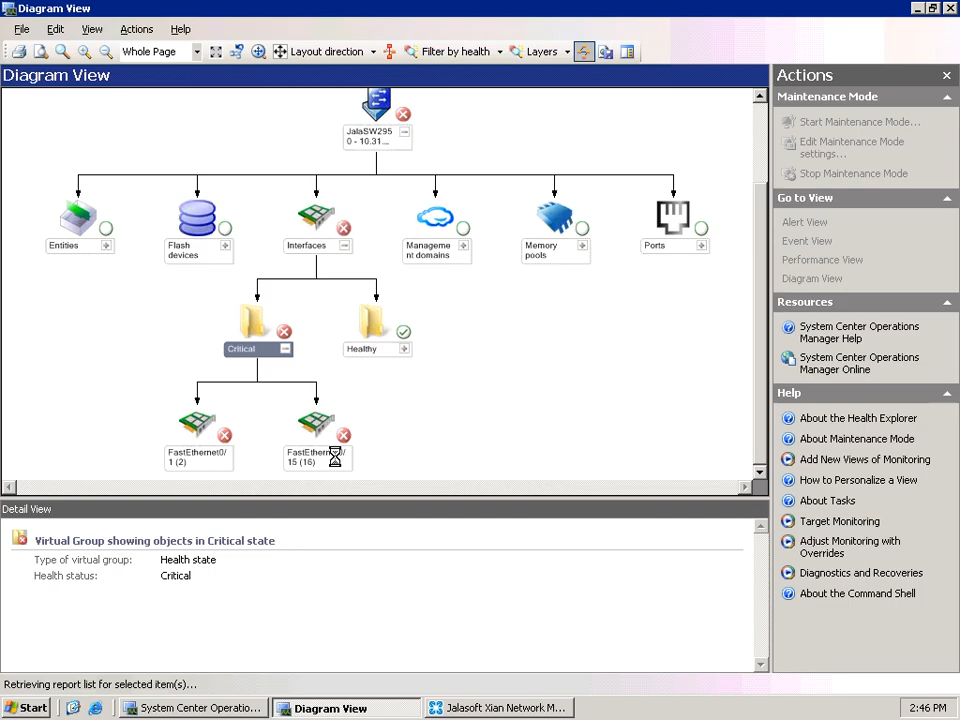 Diagram View
File Edit View Actions Help
Whole Page Layout direction Filter by health Layers
Diagram View
JalaSW295
0 - 10.31....
Entities
Flash
devices
Interfaces
Manageme
nt domains
Memory
pools
Ports
Critical
Healthy
FastEthernet0/
1 (2)
FastEthernet0/
15 (16)
Detail View
Virtual Group showing objects in Critical state
Type of virtual group: Health state
Health status: Critical
Actions
Maintenance Mode
Start Maintenance Mode...
Edit Maintenance Mode
settings...
Stop Maintenance Mode
Go to View
Alert View
Event View
Performance View
Diagram View
Resources
System Center Operations
Manager Help
System Center Operations
Manager Online
Help
About the Health Explorer
About Maintenance Mode
Add New Views of Monitoring
How to Personalize a View
About Tasks
Target Monitoring
Adjust Monitoring with
Overrides
Diagnostics and Recoveries
About the Command Shell
Retrieving report list for selected item(s)...
Start System Center Operatio... Diagram View Jalasoft Xian Network M... 2:46 PM